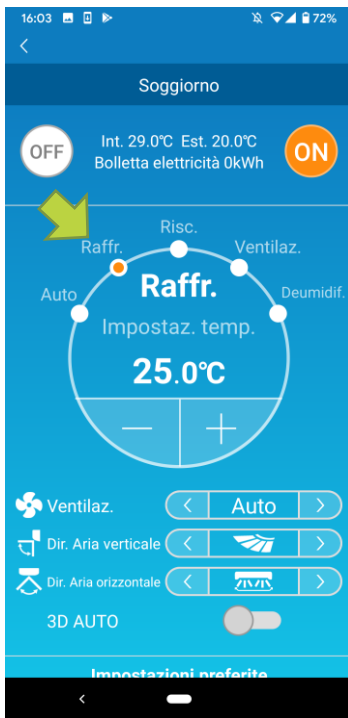 16:03 72%
Soggiorno
OFF
Int. 29.0℃ Est. 20.0℃
Bolletta elettricità 0kWh
ON
Risc.
Raffr.
Ventilaz.
Auto
Raffr.
Deumidif.
Impostaz. temp.
25.0℃
Ventilaz.
Auto
Dir. Aria verticale
Dir. Aria orizzontale
3D AUTO
Impostazioni preferite